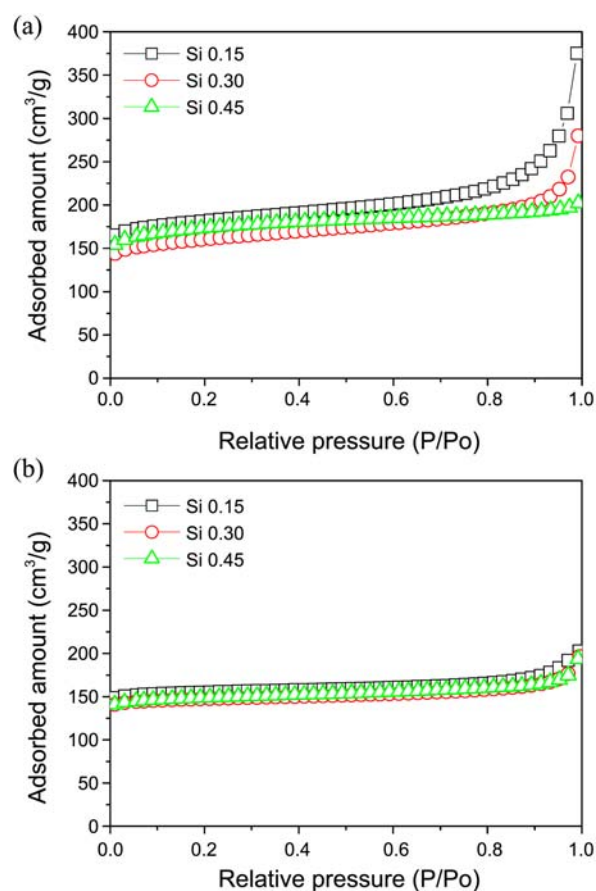 (a)
400
350
300
250
200
150
100
50
0
Si 0.15
Si 0.30
Si 0.45
Adsorbed amount (cm³/g)
0.0 0.2 0.4 0.6 0.8 1.0
Relative pressure (P/Po)
(b)
400
350
300
250
200
150
100
50
0
Si 0.15
Si 0.30
Si 0.45
Adsorbed amount (cm³/g)
0.0 0.2 0.4 0.6 0.8 1.0
Relative pressure (P/Po)